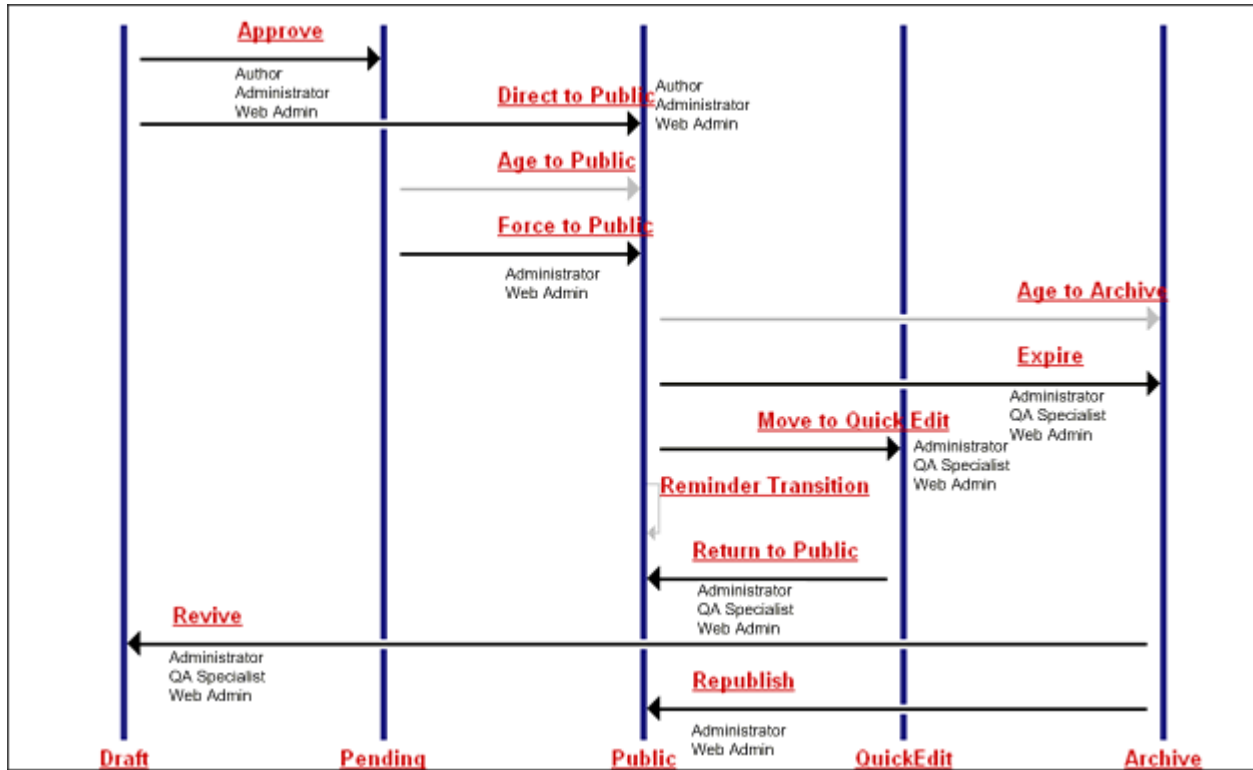 Approve
Author
Administrator
Web Admin
Direct to Public
Author
Administrator
Web Admin
Age to Public
Force to Public
Administrator
Web Admin
Age to Archive
Expire
Administrator
QA Specialist
Web Admin
Move to Quick Edit
Administrator
QA Specialist
Web Admin
Reminder Transition
Return to Public
Administrator
QA Specialist
Web Admin
Revive
Administrator
QA Specialist
Web Admin
Republish
Administrator
Web Admin
Draft Pending Public QuickEdit Archive